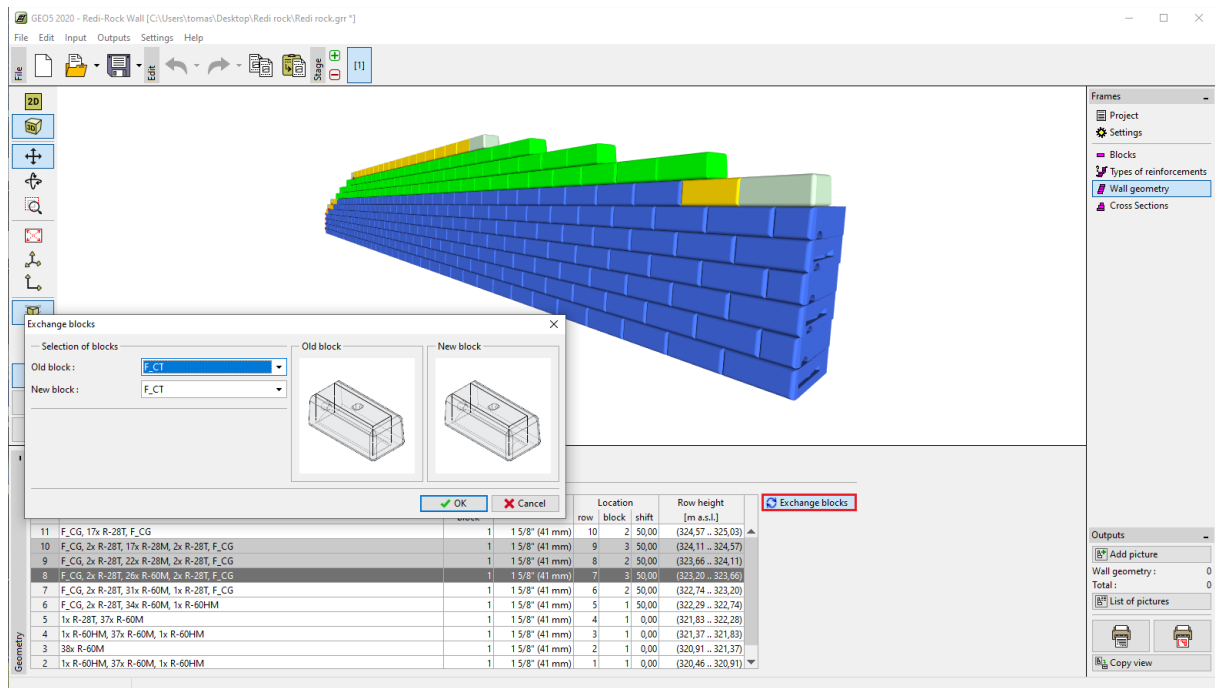 GEO5 2020 - Redi-Rock Wall [C:\Users\tomas\Desktop\Redi rock\Redi rock.grr *]
File Edit Input Outputs Settings Help
File
Edit
Stage
[1]
2D
3D
Frames
Project
Settings
Blocks
Types of reinforcements
Wall geometry
Cross Sections
Exchange blocks
Selection of blocks
Old block :
F_CT
New block :
F_CT
Old block
New block
OK
Cancel
Location
Row height
row block shift
[m a.s.l.]
Exchange blocks
11 F_CG, 17x R-28T, F_CG 1 1 5/8" (41 mm) 10 2 50,00 (324,57 .. 325,03)
10 F_CG, 2x R-28T, 17x R-28M, 2x R-28T, F_CG 1 1 5/8" (41 mm) 9 3 50,00 (324,11 .. 324,57)
9 F_CG, 2x R-28T, 22x R-28M, 2x R-28T, F_CG 1 1 5/8" (41 mm) 8 2 50,00 (323,66 .. 324,11)
8 F_CG, 2x R-28T, 26x R-60M, 2x R-28T, F_CG 1 1 5/8" (41 mm) 7 3 50,00 (323,20 .. 323,66)
7 F_CG, 2x R-28T, 31x R-60M, 1x R-28T, F_CG 1 1 5/8" (41 mm) 6 2 50,00 (322,74 .. 323,20)
6 F_CG, 2x R-28T, 34x R-60M, 1x R-60HM 1 1 5/8" (41 mm) 5 1 50,00 (322,29 .. 322,74)
5 1x R-28T, 37x R-60M 1 1 5/8" (41 mm) 4 1 0,00 (321,83 .. 322,28)
4 1x R-60HM, 37x R-60M, 1x R-60HM 1 1 5/8" (41 mm) 3 1 0,00 (321,37 .. 321,83)
3 38x R-60M 1 1 5/8" (41 mm) 2 1 0,00 (320,91 .. 321,37)
2 1x R-60HM, 37x R-60M, 1x R-60HM 1 1 5/8" (41 mm) 1 1 0,00 (320,46 .. 320,91)
Geometry
Outputs
Add picture
Wall geometry : 0
Total : 0
List of pictures
Copy view